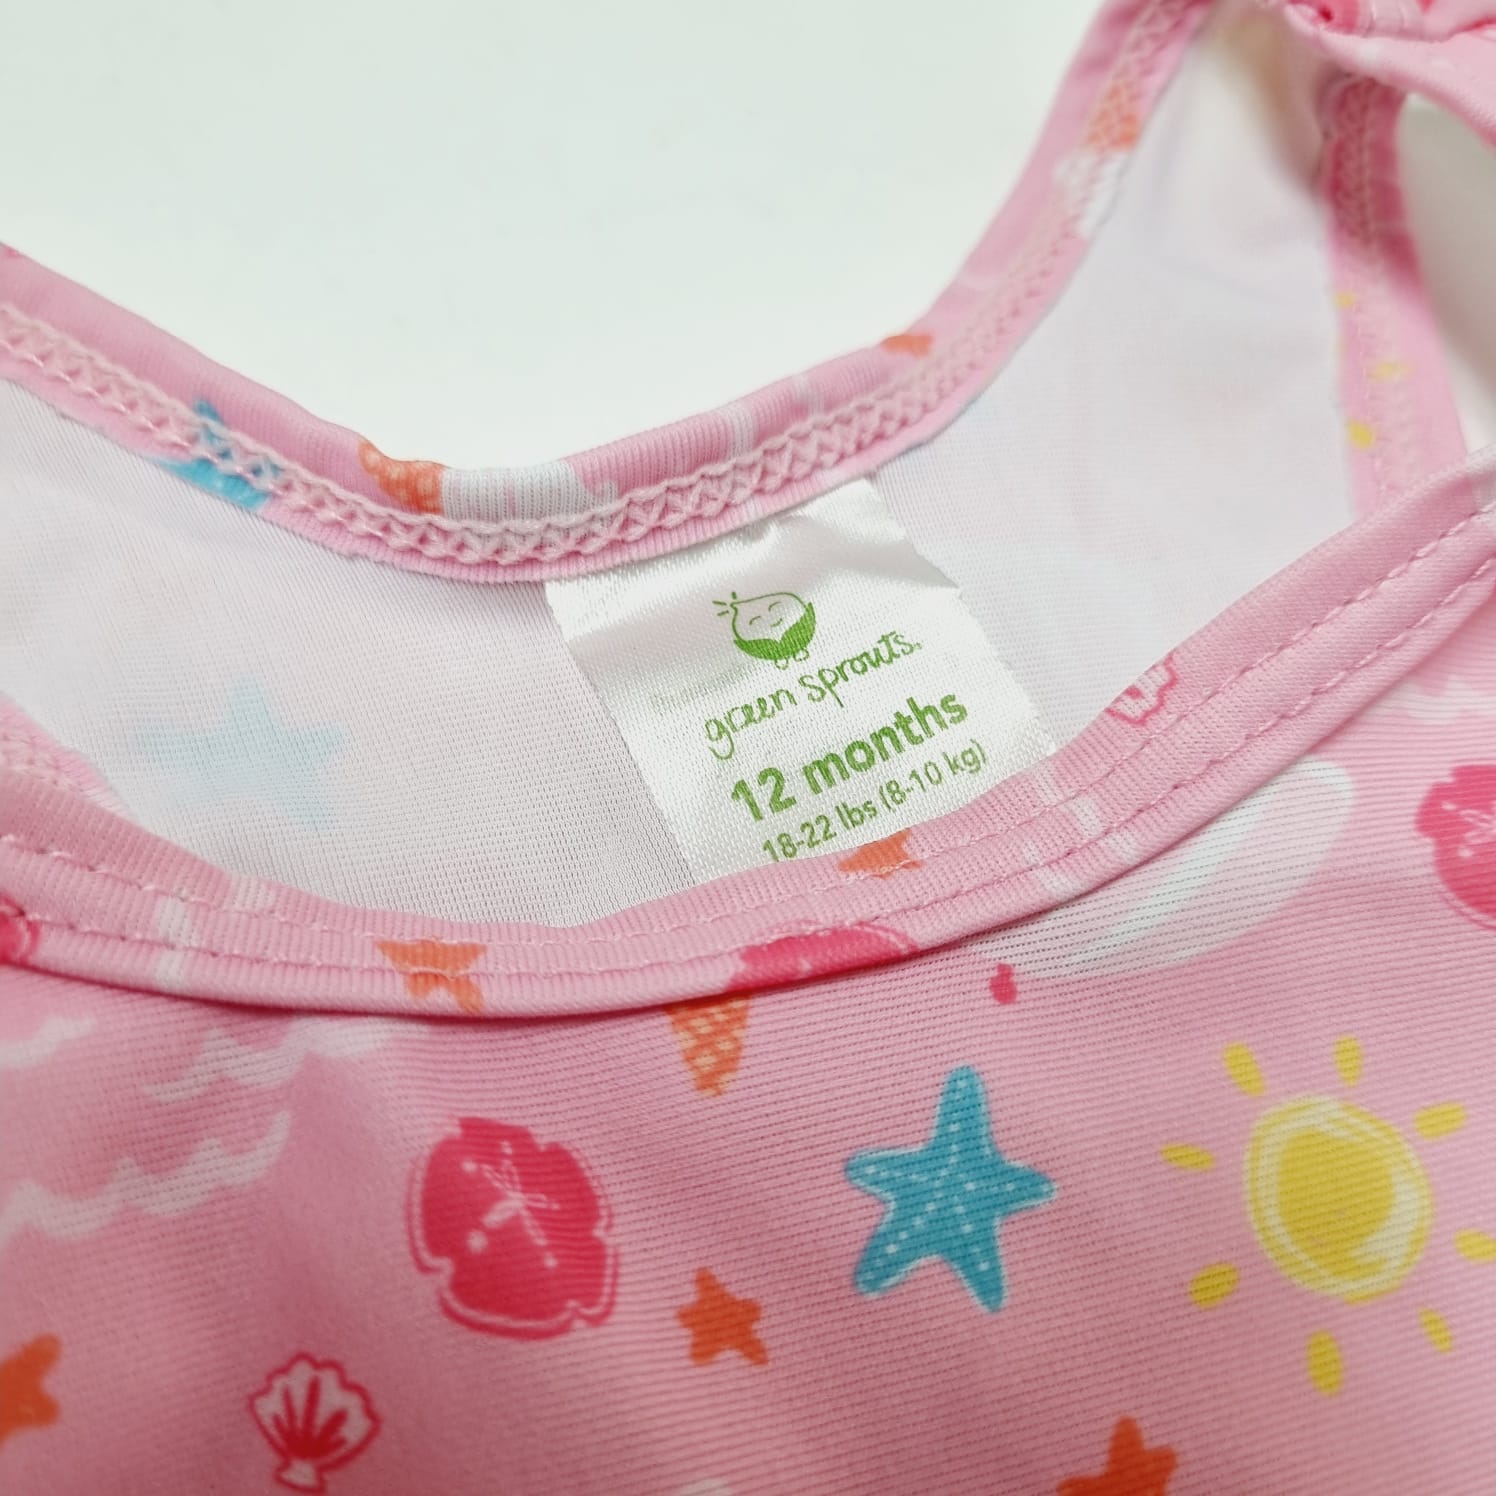 green sprouts.
12 months
18-22 lbs (8-10 kg)